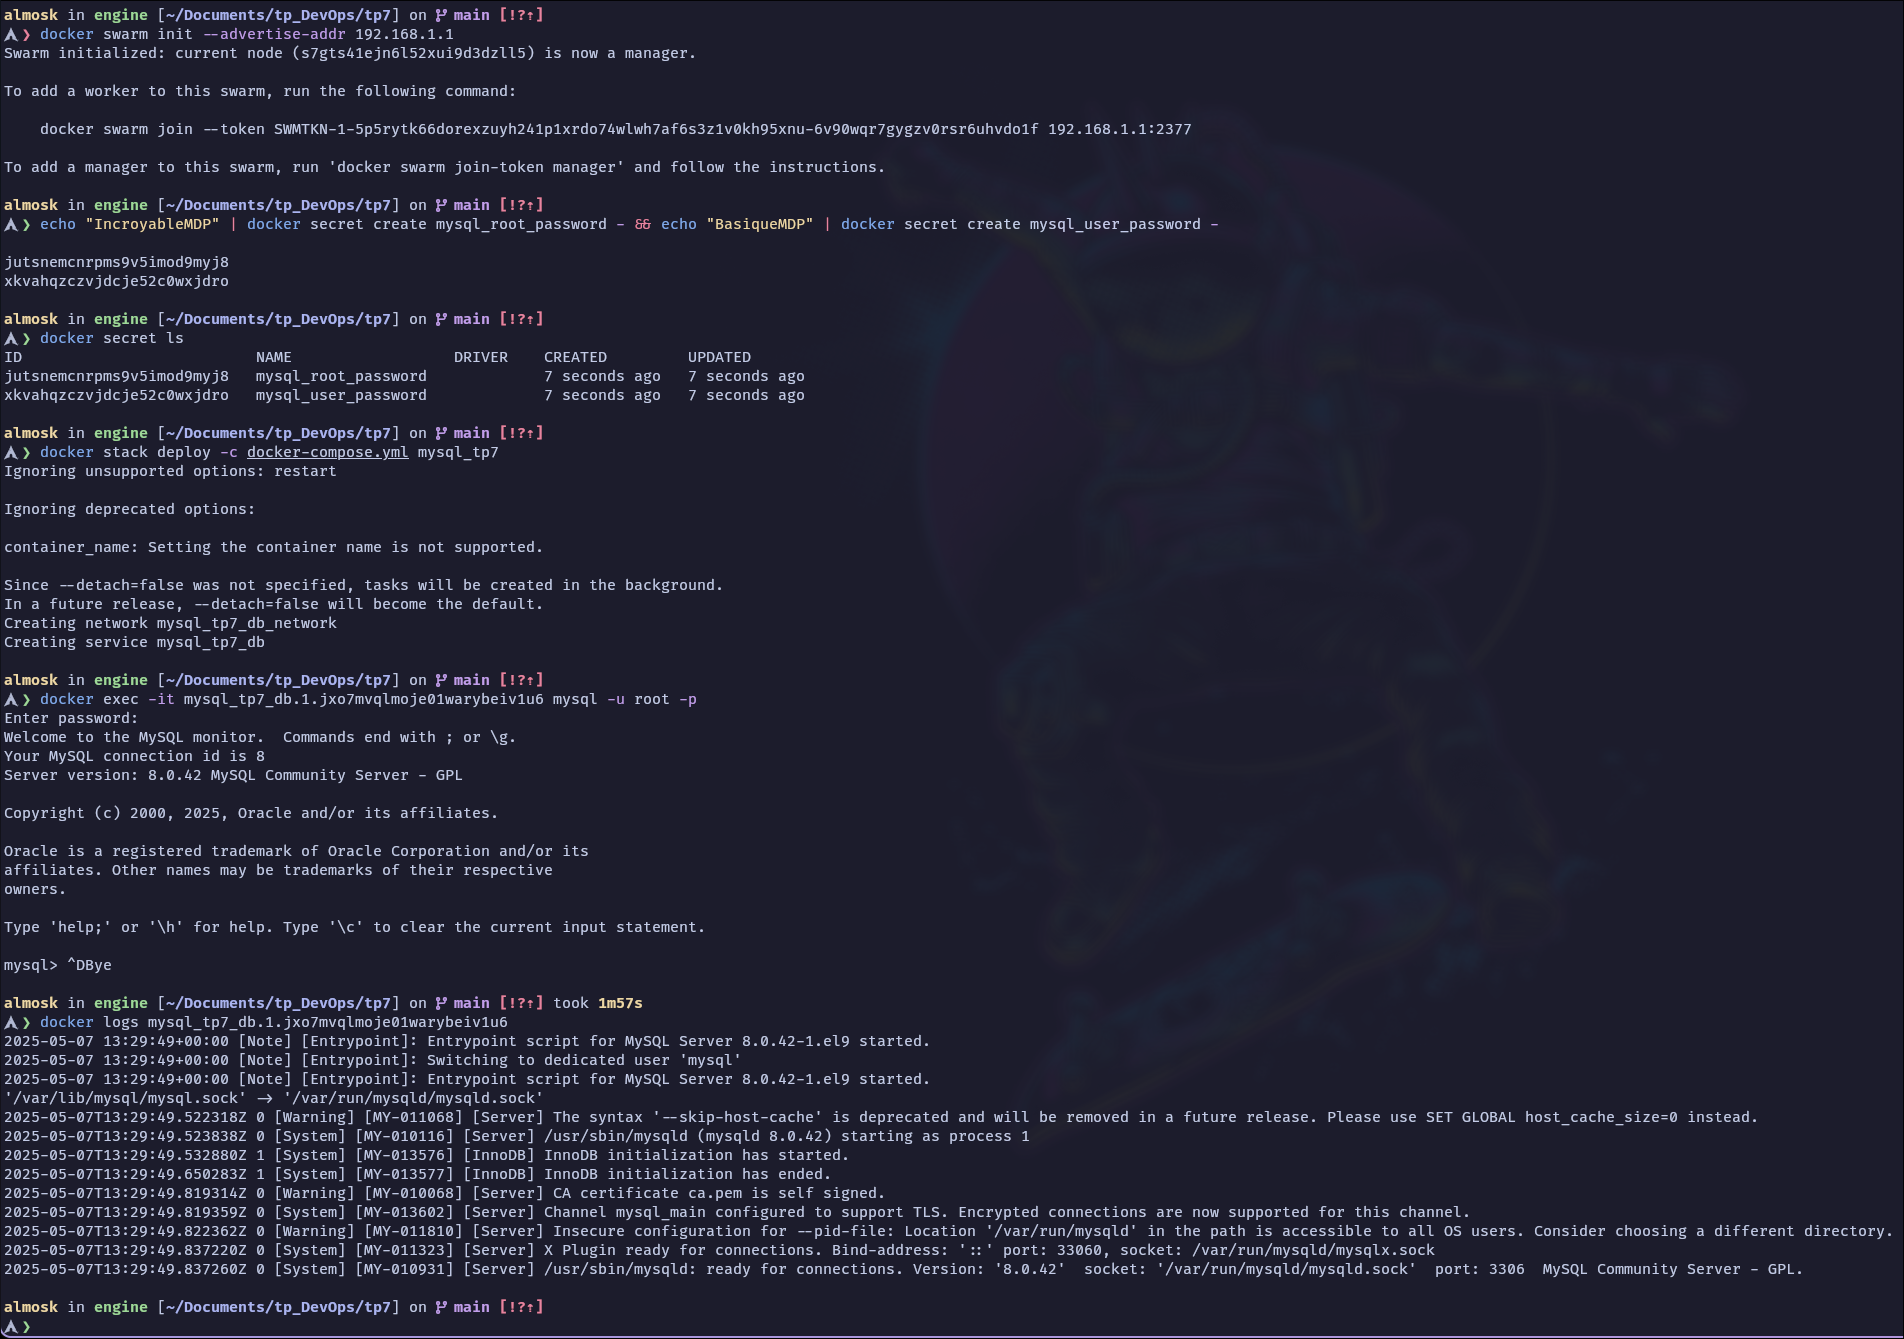 almosk in engine [~/Documents/tp_DevOps/tp7] on main [!?↑]
❯ docker swarm init --advertise-addr 192.168.1.1
Swarm initialized: current node (s7gts41ejn6l52xui9d3dzll5) is now a manager.
To add a worker to this swarm, run the following command:
docker swarm join --token SWMTKN-1-5p5rytk66dorexzuyh241p1xrdo74wlwh7af6s3z1v0kh95xnu-6v90wqr7gygzv0rsr6uhvdo1f 192.168.1.1:2377
To add a manager to this swarm, run 'docker swarm join-token manager' and follow the instructions.
almosk in engine [~/Documents/tp_DevOps/tp7] on main [!?↑]
❯ echo "IncroyableMDP" | docker secret create mysql_root_password - && echo "BasiqueMDP" | docker secret create mysql_user_password -
jutsnemcnrpms9v5imod9myj8
xkvahqzczvjdcje52c0wxjdro
almosk in engine [~/Documents/tp_DevOps/tp7] on main [!?↑]
❯ docker secret ls
ID NAME DRIVER CREATED UPDATED
jutsnemcnrpms9v5imod9myj8 mysql_root_password 7 seconds ago 7 seconds ago
xkvahqzczvjdcje52c0wxjdro mysql_user_password 7 seconds ago 7 seconds ago
almosk in engine [~/Documents/tp_DevOps/tp7] on main [!?↑]
❯ docker stack deploy -c docker-compose.yml mysql_tp7
Ignoring unsupported options: restart
Ignoring deprecated options:
container_name: Setting the container name is not supported.
Since --detach=false was not specified, tasks will be created in the background.
In a future release, --detach=false will become the default.
Creating network mysql_tp7_db_network
Creating service mysql_tp7_db
almosk in engine [~/Documents/tp_DevOps/tp7] on main [!?↑]
❯ docker exec -it mysql_tp7_db.1.jxo7mvqlmoje01warybeiv1u6 mysql -u root -p
Enter password:
Welcome to the MySQL monitor.  Commands end with ; or \g.
Your MySQL connection id is 8
Server version: 8.0.42 MySQL Community Server - GPL
Copyright (c) 2000, 2025, Oracle and/or its affiliates.
Oracle is a registered trademark of Oracle Corporation and/or its
affiliates. Other names may be trademarks of their respective
owners.
Type 'help;' or '\h' for help. Type '\c' to clear the current input statement.
mysql> ^DBye
almosk in engine [~/Documents/tp_DevOps/tp7] on main [!?↑] took 1m57s
❯ docker logs mysql_tp7_db.1.jxo7mvqlmoje01warybeiv1u6
2025-05-07 13:29:49+00:00 [Note] [Entrypoint]: Entrypoint script for MySQL Server 8.0.42-1.el9 started.
2025-05-07 13:29:49+00:00 [Note] [Entrypoint]: Switching to dedicated user 'mysql'
2025-05-07 13:29:49+00:00 [Note] [Entrypoint]: Entrypoint script for MySQL Server 8.0.42-1.el9 started.
'/var/lib/mysql/mysql.sock' -> '/var/run/mysqld/mysqld.sock'
2025-05-07T13:29:49.522318Z 0 [Warning] [MY-011068] [Server] The syntax '--skip-host-cache' is deprecated and will be removed in a future release. Please use SET GLOBAL host_cache_size=0 instead.
2025-05-07T13:29:49.523838Z 0 [System] [MY-010116] [Server] /usr/sbin/mysqld (mysqld 8.0.42) starting as process 1
2025-05-07T13:29:49.532880Z 1 [System] [MY-013576] [InnoDB] InnoDB initialization has started.
2025-05-07T13:29:49.650283Z 1 [System] [MY-013577] [InnoDB] InnoDB initialization has ended.
2025-05-07T13:29:49.819314Z 0 [Warning] [MY-010068] [Server] CA certificate ca.pem is self signed.
2025-05-07T13:29:49.819359Z 0 [System] [MY-013602] [Server] Channel mysql_main configured to support TLS. Encrypted connections are now supported for this channel.
2025-05-07T13:29:49.822362Z 0 [Warning] [MY-011810] [Server] Insecure configuration for --pid-file: Location '/var/run/mysqld' in the path is accessible to all OS users. Consider choosing a different directory.
2025-05-07T13:29:49.837220Z 0 [System] [MY-011323] [Server] X Plugin ready for connections. Bind-address: '::' port: 33060, socket: /var/run/mysqld/mysqlx.sock
2025-05-07T13:29:49.837260Z 0 [System] [MY-010931] [Server] /usr/sbin/mysqld: ready for connections. Version: '8.0.42'  socket: '/var/run/mysqld/mysqld.sock'  port: 3306  MySQL Community Server - GPL.
almosk in engine [~/Documents/tp_DevOps/tp7] on main [!?↑]
❯